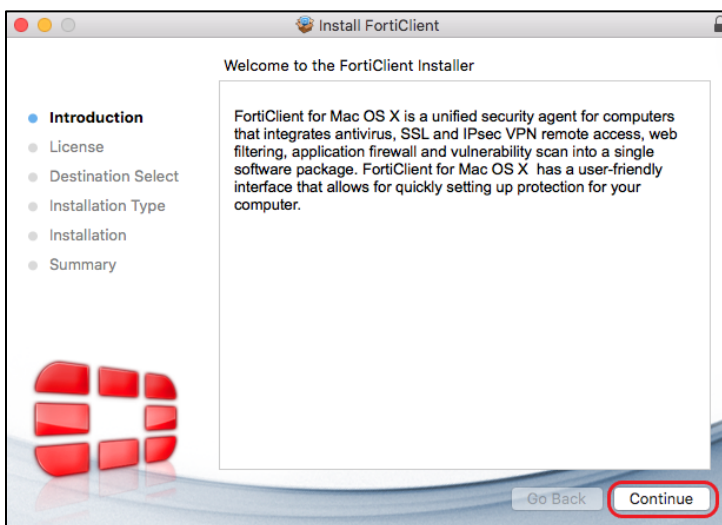 Install FortiClient
Welcome to the FortiClient Installer
Introduction
License
Destination Select
Installation Type
Installation
Summary
FortiClient for Mac OS X is a unified security agent for computers
that integrates antivirus, SSL and IPsec VPN remote access, web
filtering, application firewall and vulnerability scan into a single
software package. FortiClient for Mac OS X  has a user-friendly
interface that allows for quickly setting up protection for your
computer.
Go Back
Continue